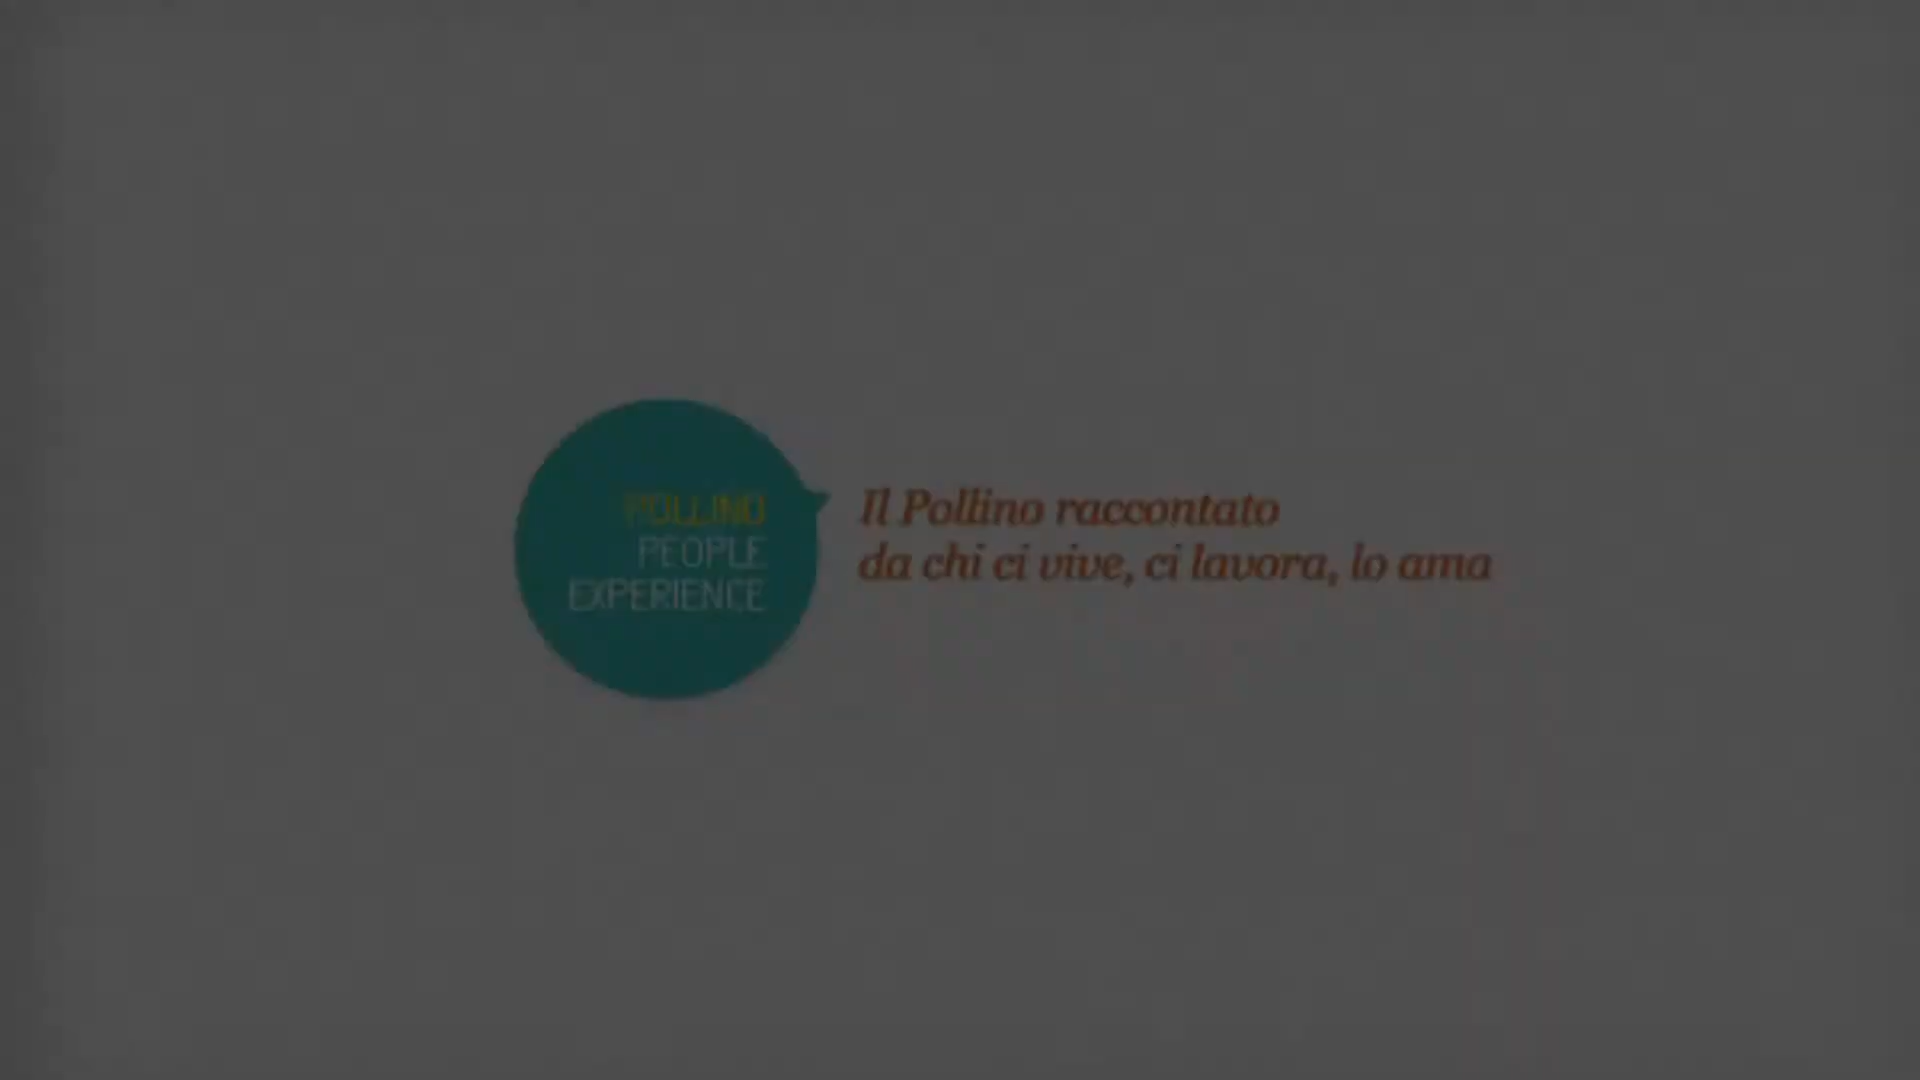 POLLINO
PEOPLE
EXPERIENCE
Il Pollino raccontato
da chi ci vive, ci lavora, lo ama